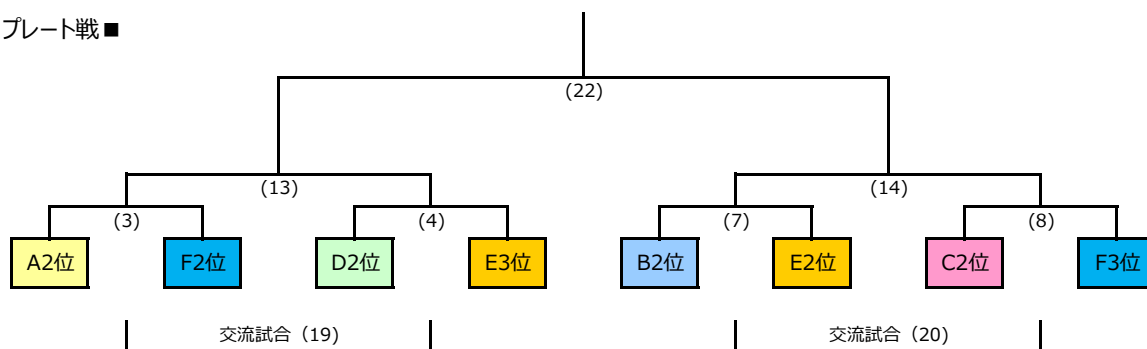 プレート戦■
(22)
(13) (14)
(3) (4) (7) (8)
A2位 F2位 D2位 E3位 B2位 E2位 C2位 F3位
交流試合（19) 交流試合（20)